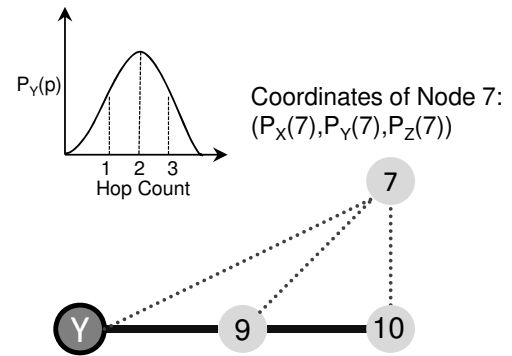 P_Y(p)
1 2 3
Hop Count
Coordinates of Node 7:
(P_X(7),P_Y(7),P_Z(7))
7
Y 9 10